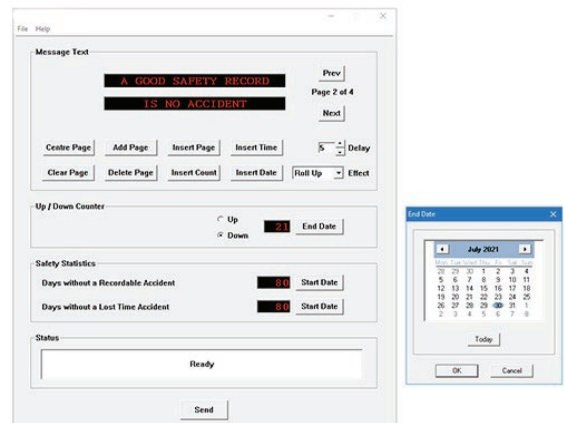 File Help
Message Text
A GOOD SAFETY RECORD
IS NO ACCIDENT
Prev
Page 2 of 4
Next
Centre Page Add Page Insert Page Insert Time 5 Delay
Clear Page Delete Page Insert Count Insert Date Roll Up Effect
Up / Down Counter
Up
Down
21 End Date
Safety Statistics
Days without a Recordable Accident 80 Start Date
Days without a Lost Time Accident 80 Start Date
Status
Ready
Send
End Date
July 2021
Mon Tue Wed Thu Fri Sat Sun
28 29 30 1 2 3 4
5 6 7 8 9 10 11
12 13 14 15 16 17 18
19 20 21 22 23 24 25
26 27 28 29 30 31 1
2 3 4 5 6 7 8
Today
OK Cancel